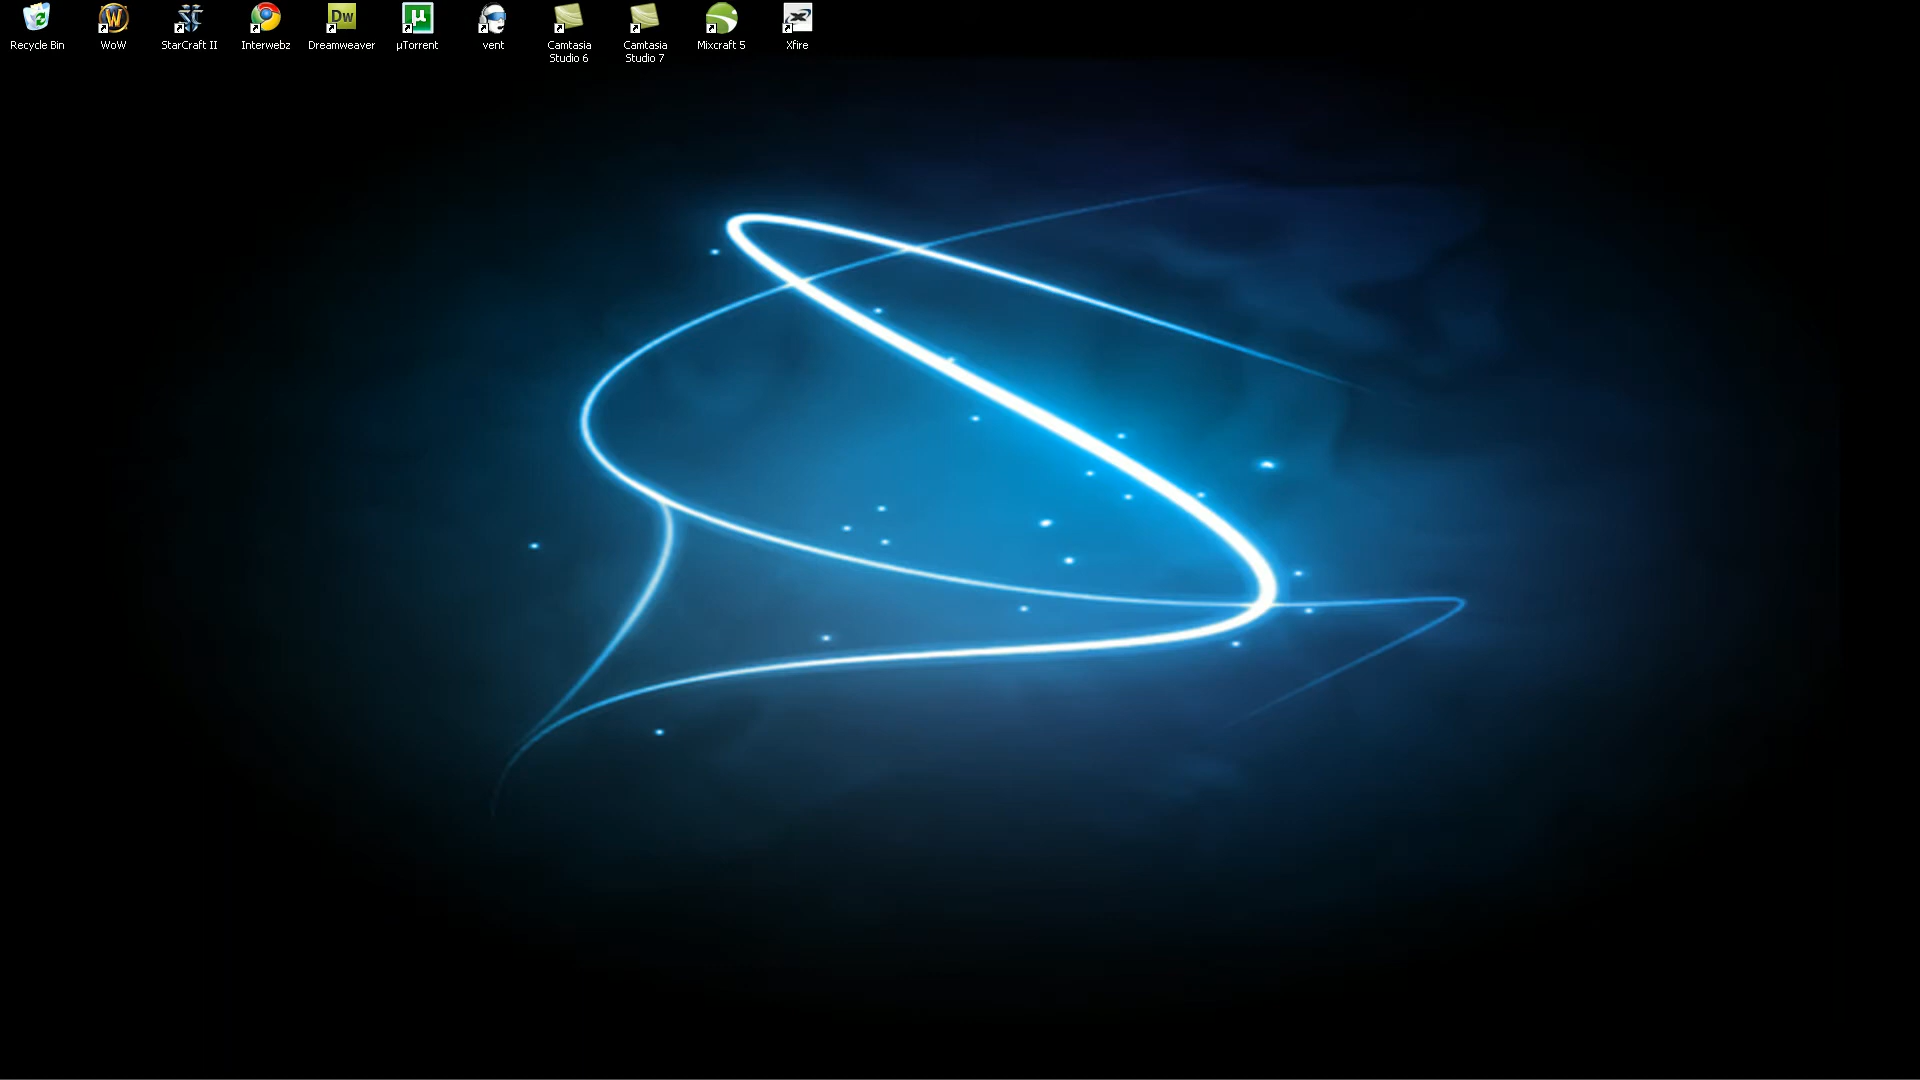 Recycle Bin
WoW
StarCraft II
Interwebz
Dreamweaver
µTorrent
vent
Camtasia
Studio 6
Camtasia
Studio 7
Mixcraft 5
Xfire